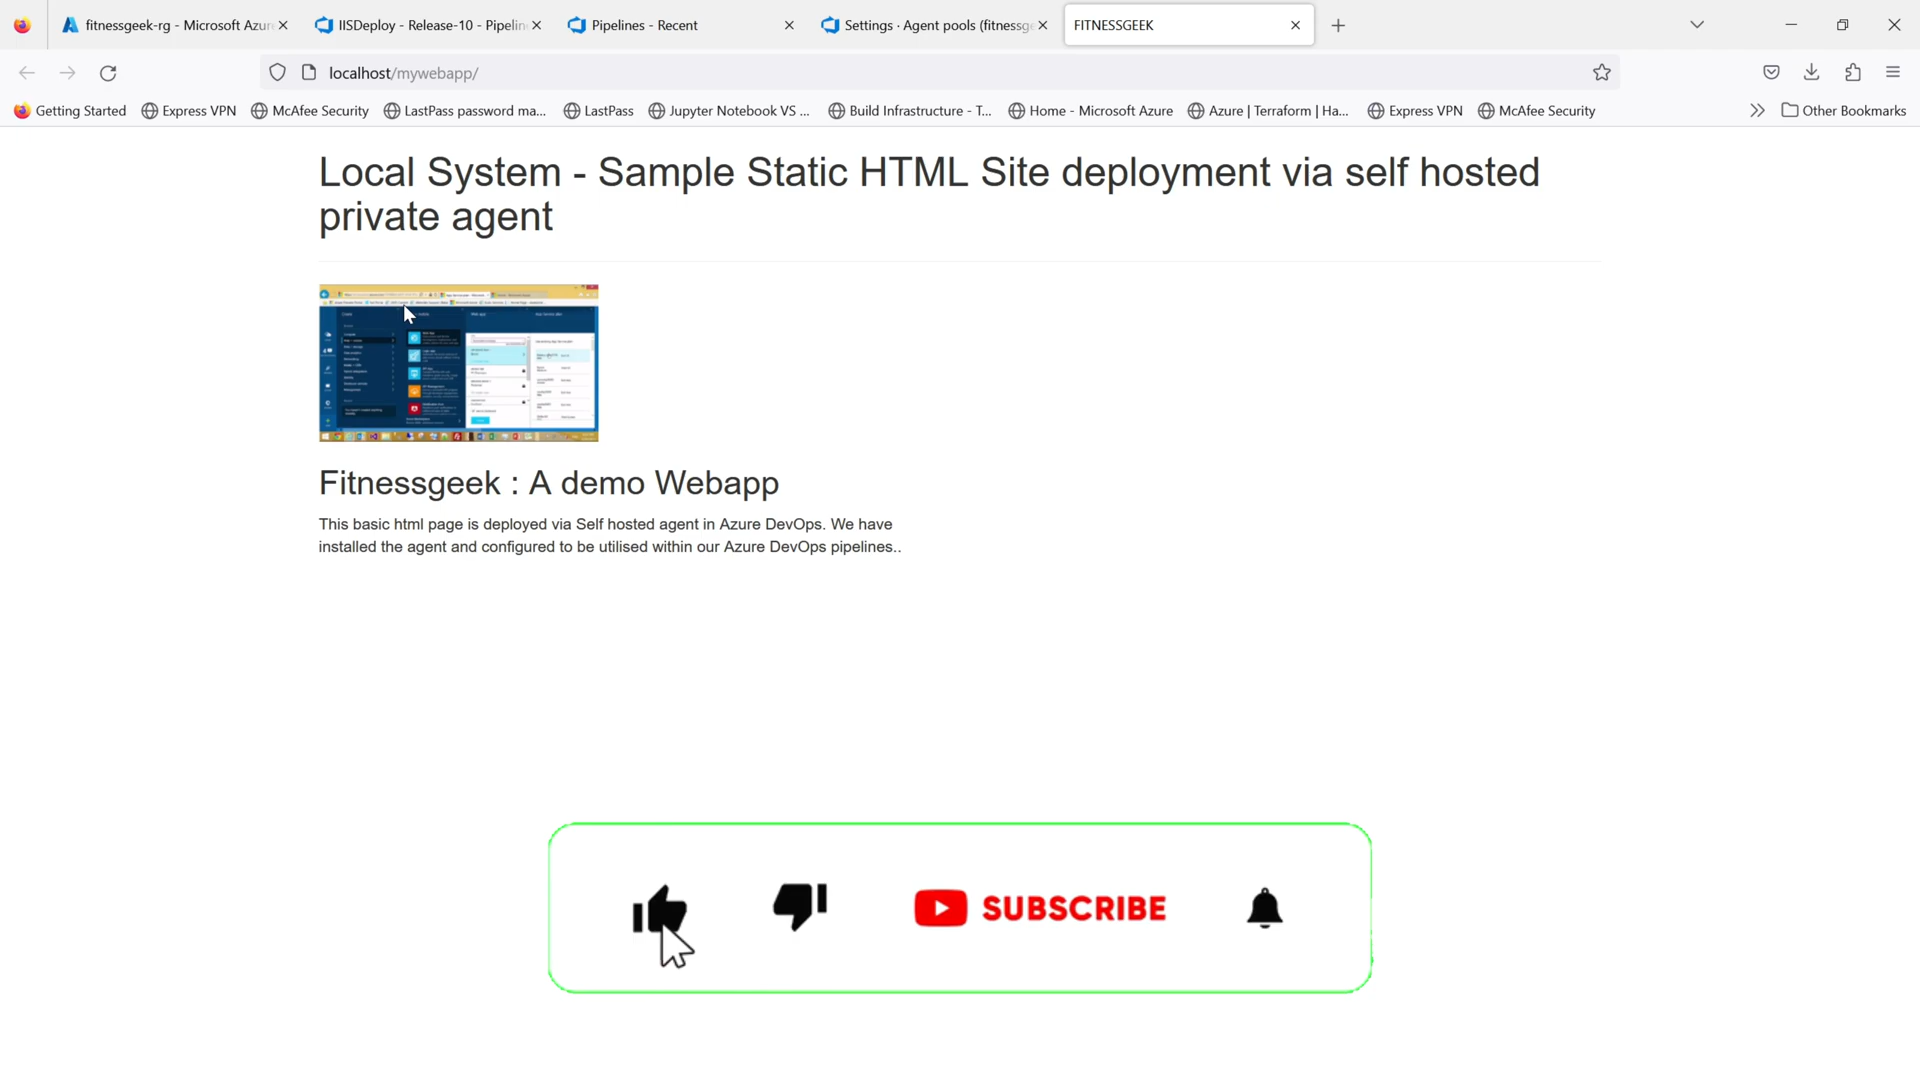 fitnessgeek-rg - Microsoft Azur
IISDeploy - Release-10 - Pipelin
Pipelines - Recent
Settings · Agent pools (fitnessg
FITNESSGEEK
localhost/mywebapp/
Getting Started
Express VPN
McAfee Security
LastPass password ma...
LastPass
Jupyter Notebook VS ...
Build Infrastructure - T...
Home - Microsoft Azure
Azure | Terraform | Ha...
Express VPN
McAfee Security
Other Bookmarks
Local System - Sample Static HTML Site deployment via self hosted
private agent
Fitnessgeek : A demo Webapp
This basic html page is deployed via Self hosted agent in Azure DevOps. We have
installed the agent and configured to be utilised within our Azure DevOps pipelines..
SUBSCRIBE